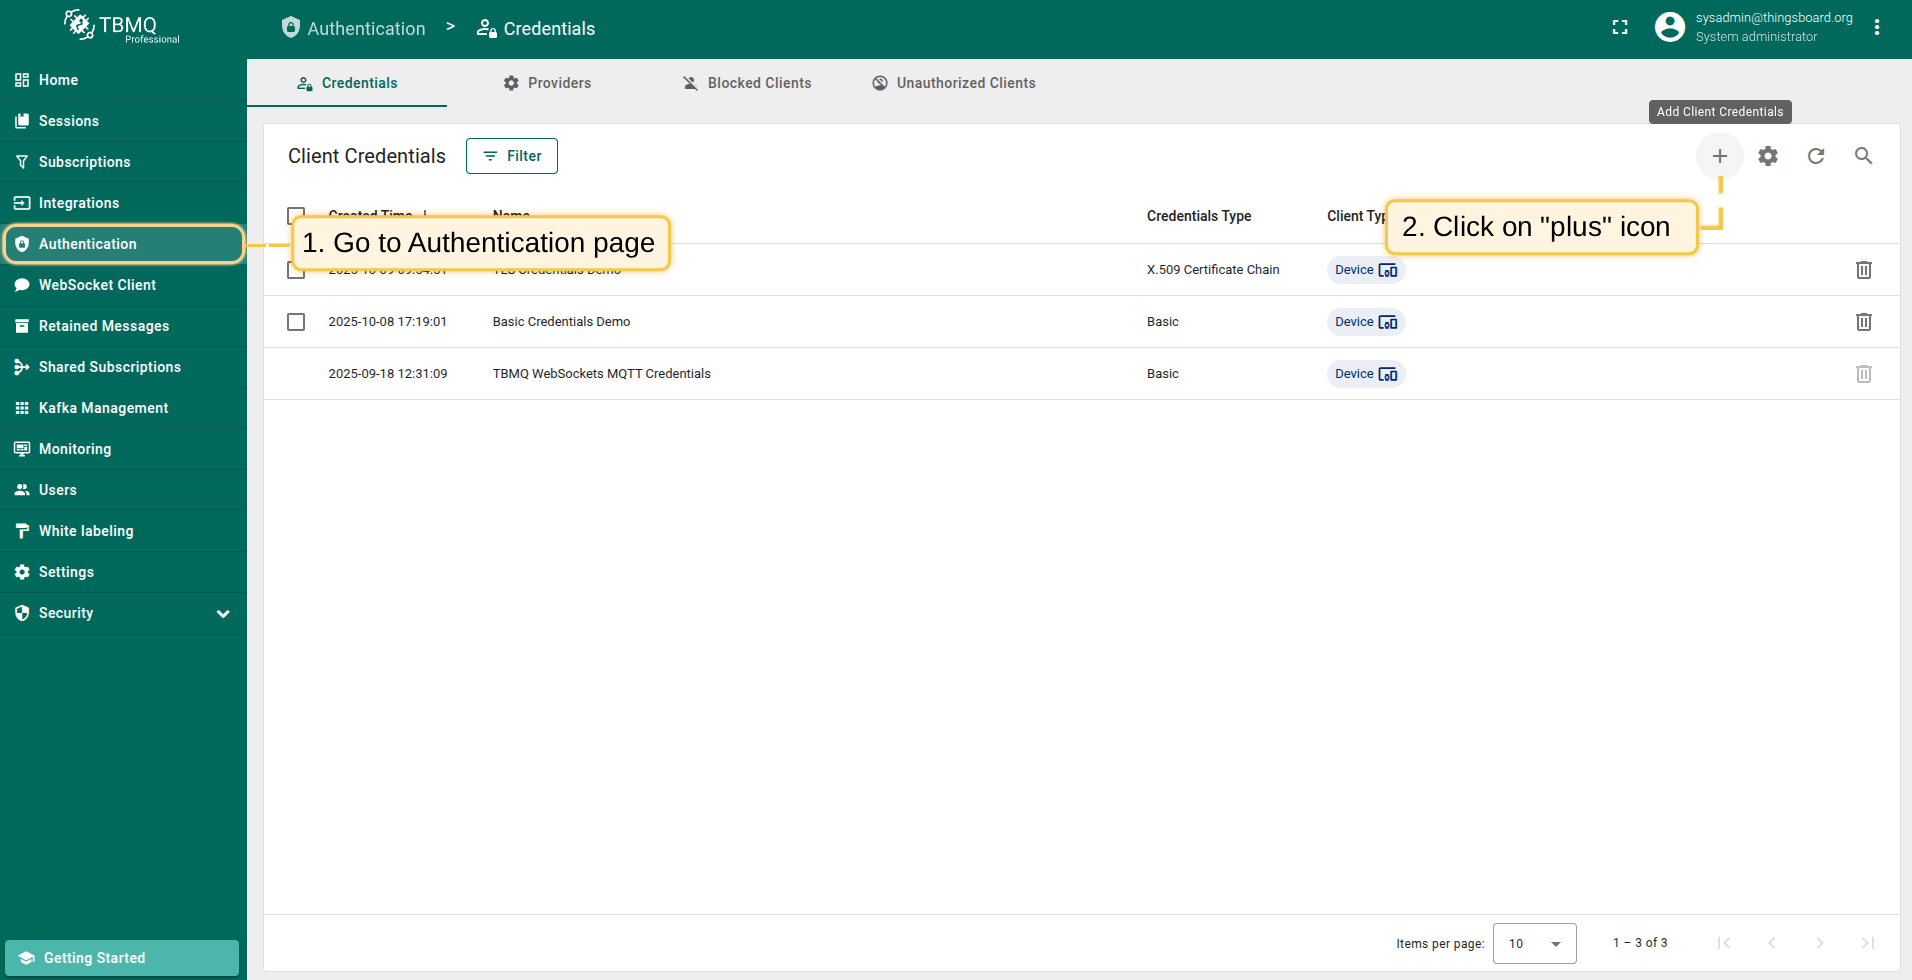 TBMQ
Professional
Authentication > Credentials
sysadmin@thingsboard.org
System administrator
Home
Sessions
Subscriptions
Integrations
Authentication
WebSocket Client
Retained Messages
Shared Subscriptions
Kafka Management
Monitoring
Users
White labeling
Settings
Security
Getting Started
Credentials
Providers
Blocked Clients
Unauthorized Clients
Add Client Credentials
Client Credentials
Filter
Created Time Name Credentials Type Client Typ
1. Go to Authentication page
2. Click on "plus" icon
TLS Credentials Demo X.509 Certificate Chain Device
2025-10-08 17:19:01 Basic Credentials Demo Basic Device
2025-09-18 12:31:09 TBMQ WebSockets MQTT Credentials Basic Device
Items per page: 10 1 – 3 of 3